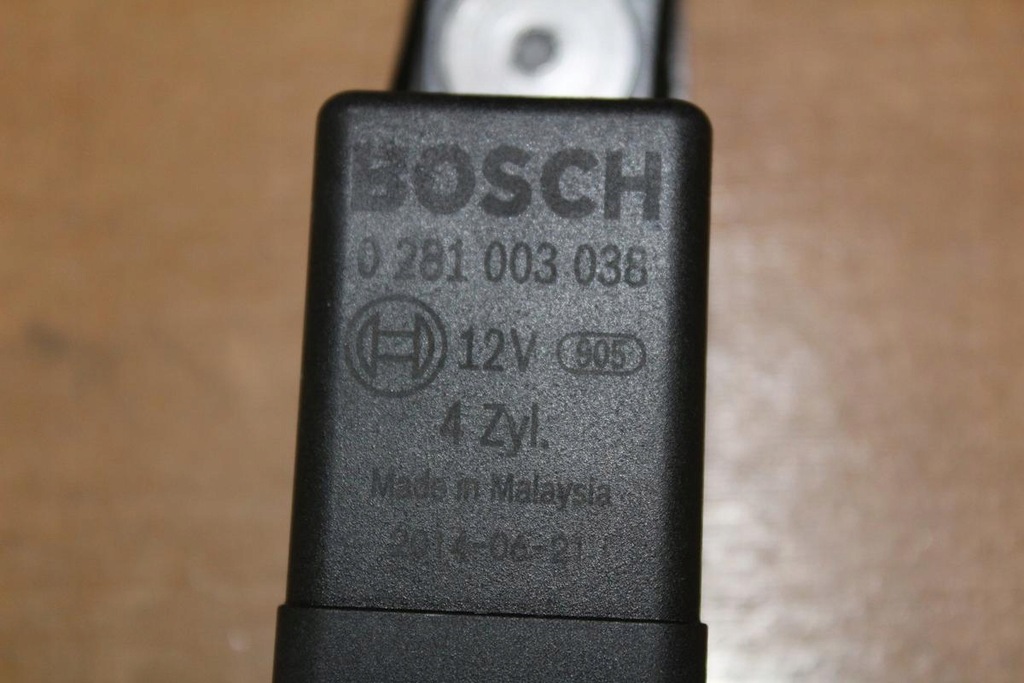 BOSCH
0 281 003 038
12V 905
4 Zyl.
Made in Malaysia
2014-06-21